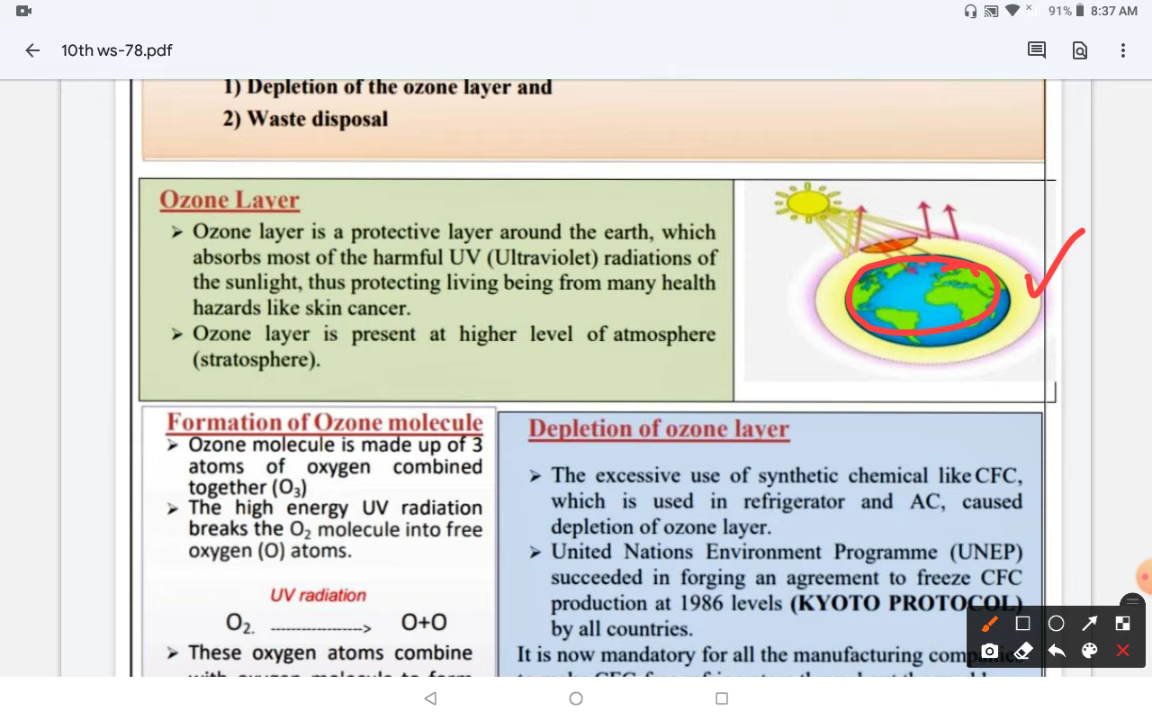 91% 8:37 AM
10th ws-78.pdf
1) Depletion of the ozone layer and
2) Waste disposal
Ozone Layer
➢ Ozone layer is a protective layer around the earth, which
absorbs most of the harmful UV (Ultraviolet) radiations of
the sunlight, thus protecting living being from many health
hazards like skin cancer.
➢ Ozone layer is present at higher level of atmosphere
(stratosphere).
Formation of Ozone molecule
➢ Ozone molecule is made up of 3
atoms of oxygen combined
together (O₃)
➢ The high energy UV radiation
breaks the O₂ molecule into free
oxygen (O) atoms.
UV radiation
O₂. ----------------> O+O
➢ These oxygen atoms combine
Depletion of ozone layer
➢ The excessive use of synthetic chemical like CFC,
which is used in refrigerator and AC, caused
depletion of ozone layer.
➢ United Nations Environment Programme (UNEP)
succeeded in forging an agreement to freeze CFC
production at 1986 levels (KYOTO PROTOCOL)
by all countries.
It is now mandatory for all the manufacturing